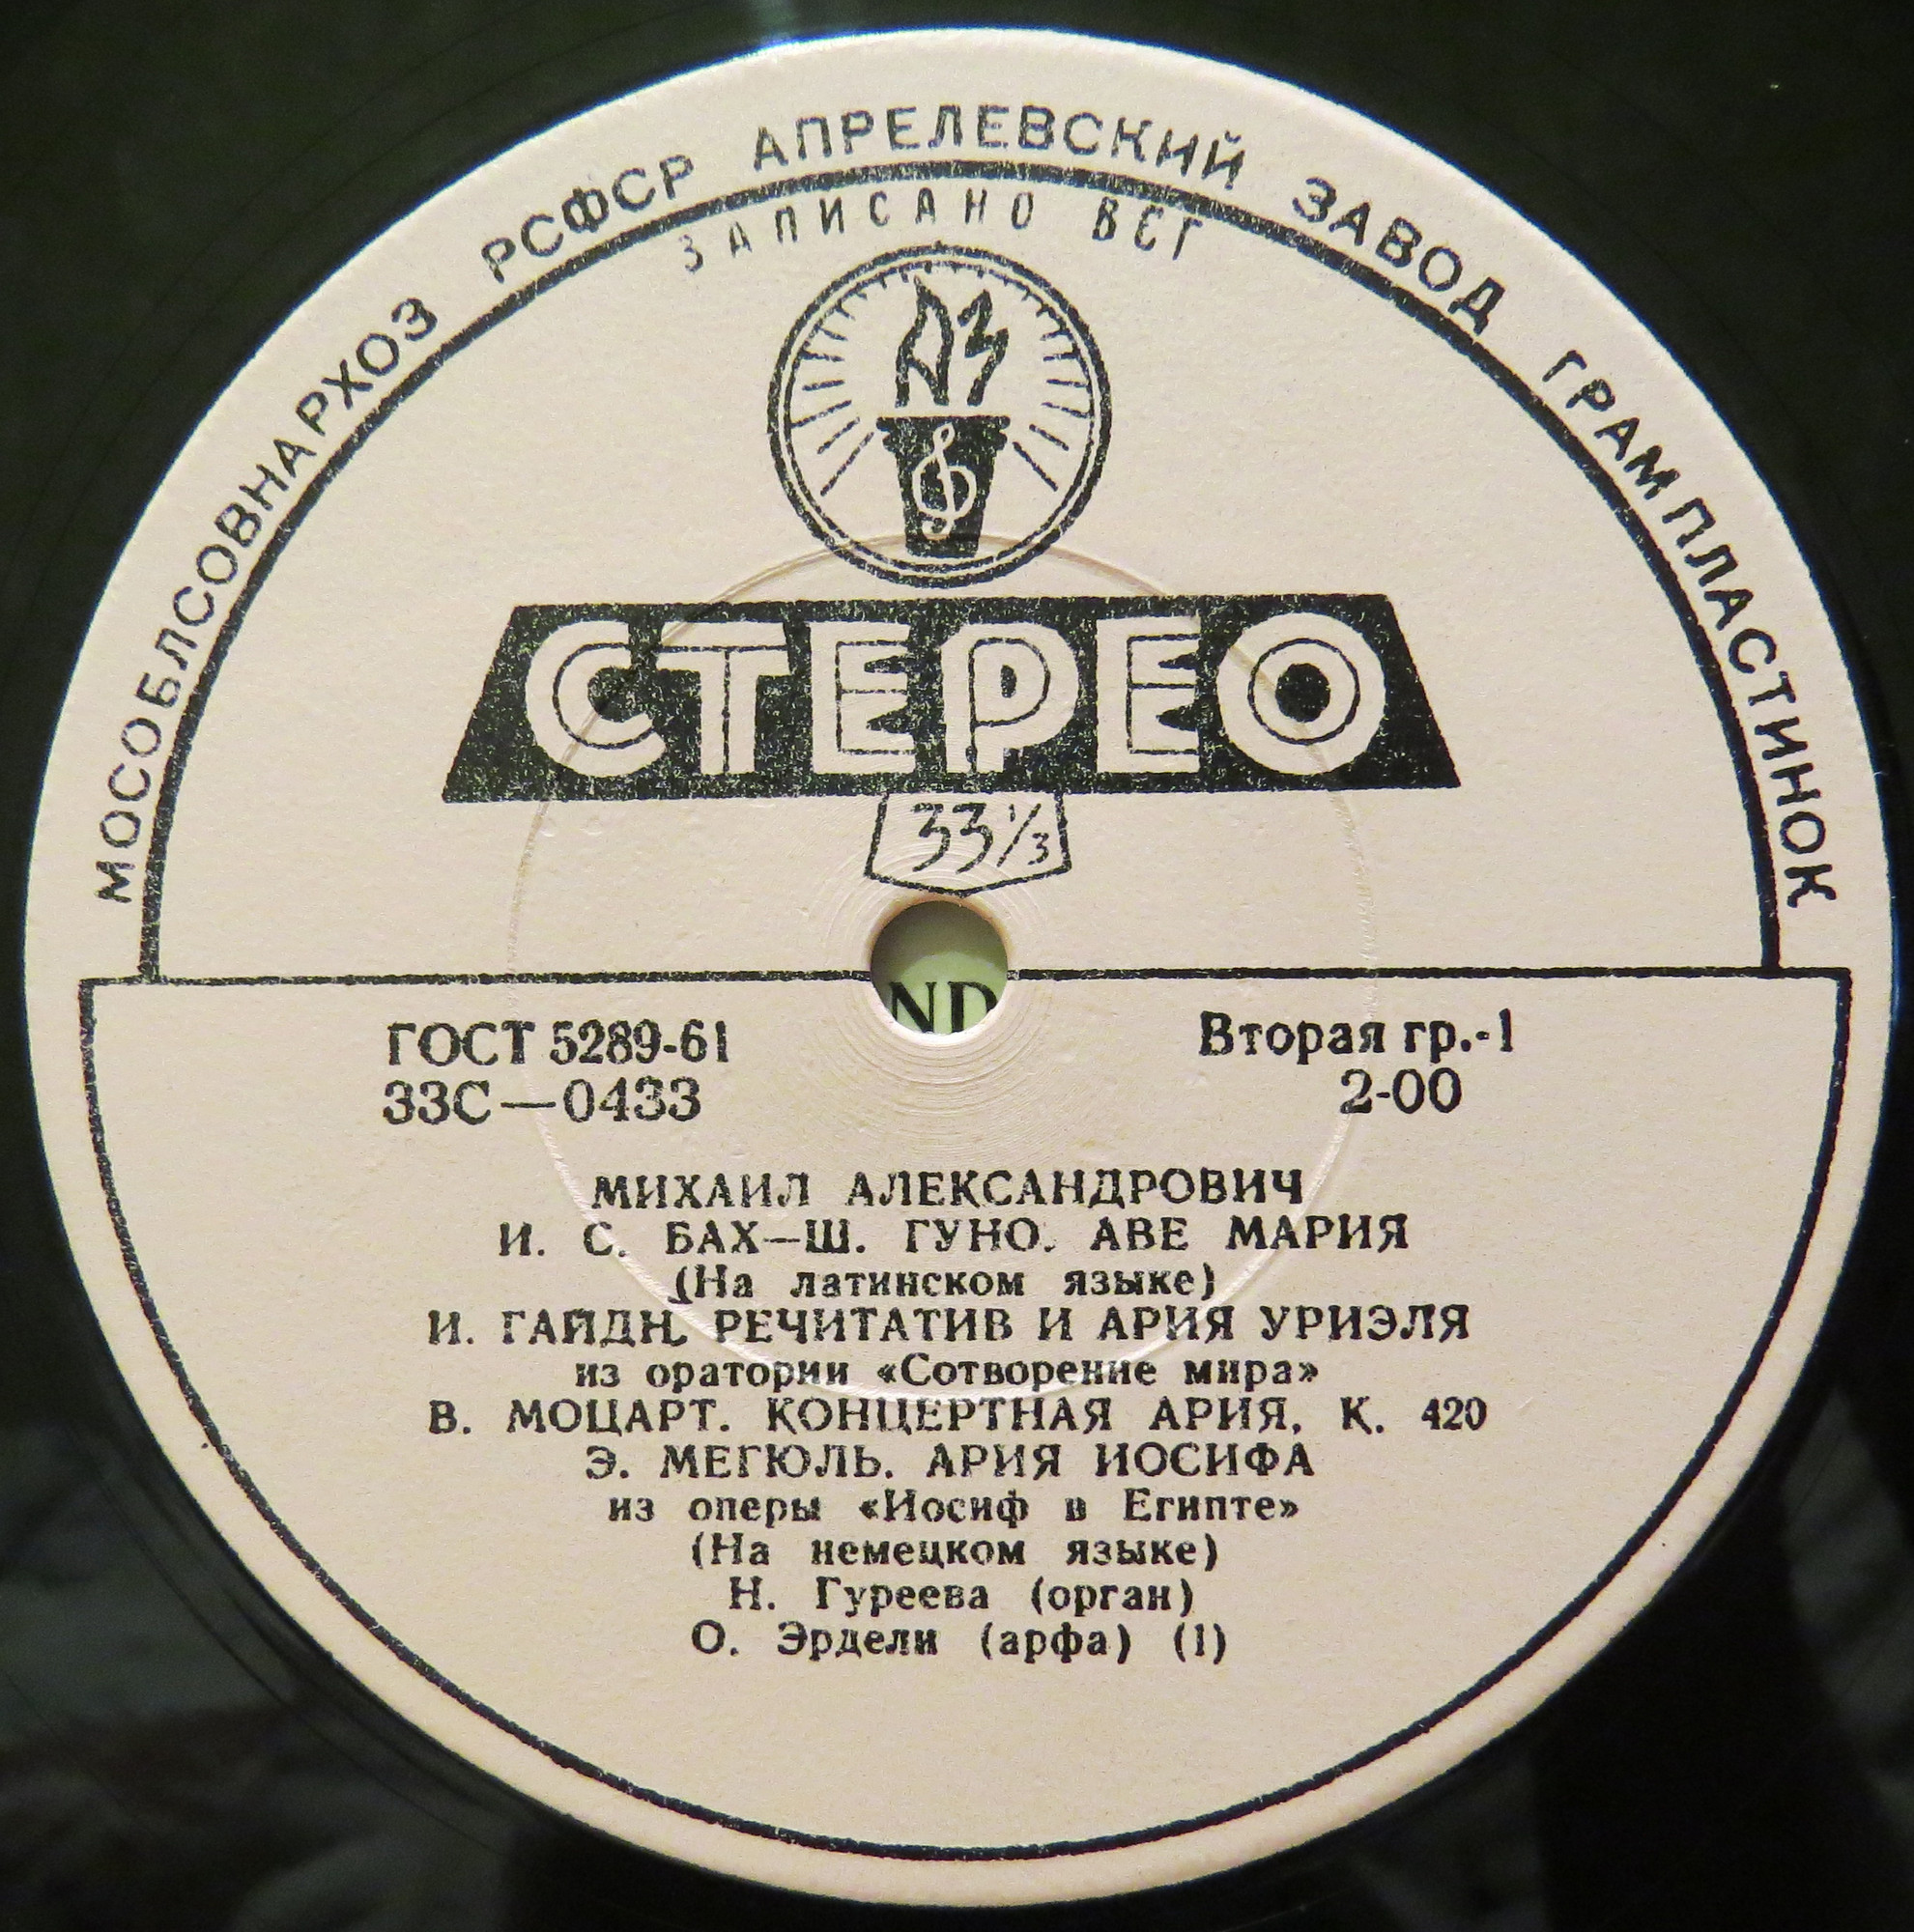 МОСОБЛСОВНАРХОЗ РСФСР АПРЕЛЕВСКИЙ ЗАВОД ГРАМПЛАСТИНОК
ЗАПИСАНО ВСГ
СТЕРЕО
33⅓
ND
ГОСТ 5289-61
Вторая гр.-1
33С—0433
2-00
МИХАИЛ АЛЕКСАНДРОВИЧ
И. С. БАХ—Ш. ГУНО. АВЕ МАРИЯ
(На латинском языке)
И. ГАЙДН. РЕЧИТАТИВ И АРИЯ УРИЭЛЯ
из оратории «Сотворение мира»
В. МОЦАРТ. КОНЦЕРТНАЯ АРИЯ, К. 420
Э. МЕГЮЛЬ. АРИЯ ИОСИФА
из оперы «Иосиф в Египте»
(На немецком языке)
Н. Гуреева (орган)
О. Эрдели (арфа) (1)